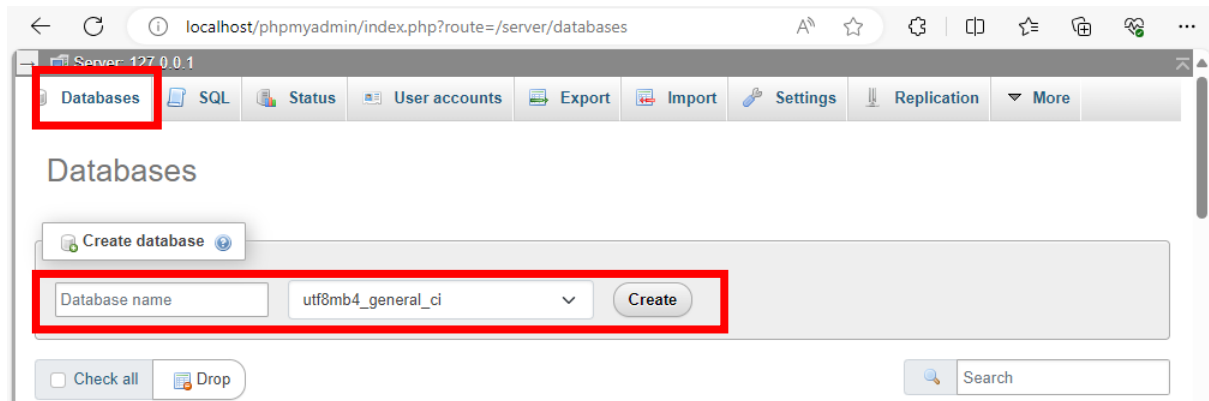 localhost/phpmyadmin/index.php?route=/server/databases
Server: 127.0.0.1
Databases SQL Status User accounts Export Import Settings Replication More
Databases
Create database
Database name utf8mb4_general_ci Create
Check all Drop Search